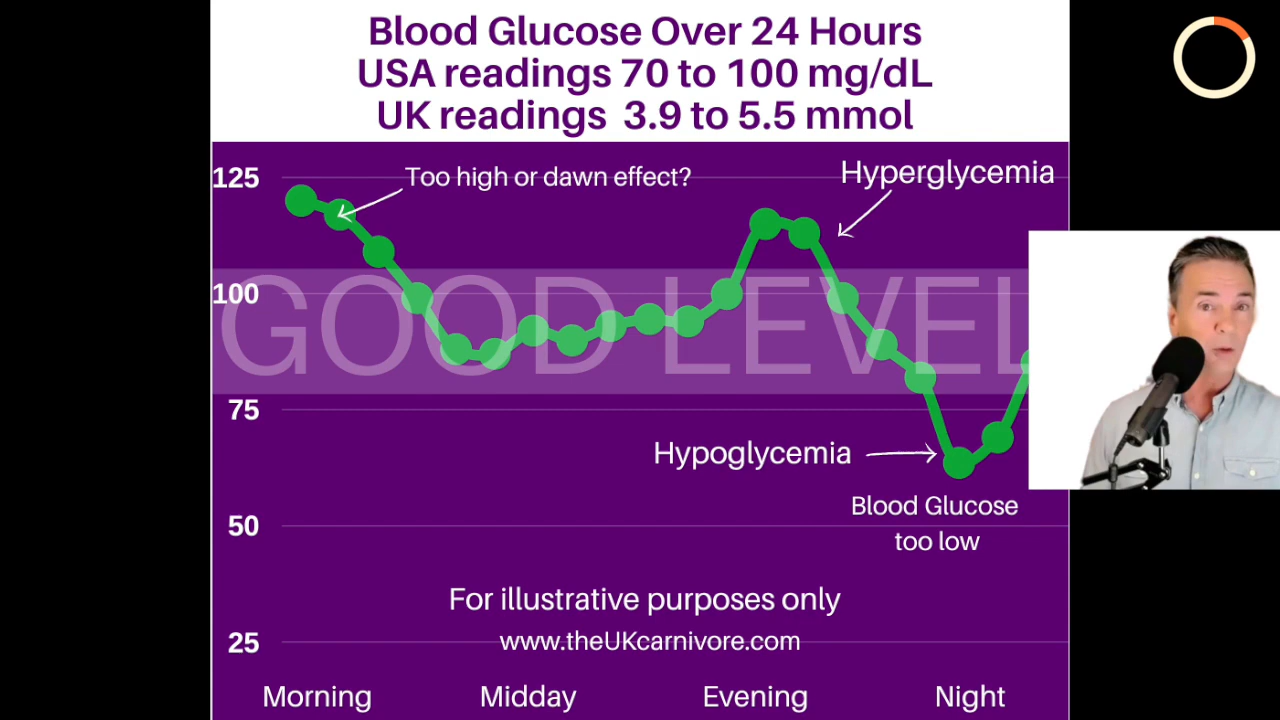 Blood Glucose Over 24 Hours
USA readings 70 to 100 mg/dL
UK readings 3.9 to 5.5 mmol
125
Too high or dawn effect?
Hyperglycemia
100
GOOD LEVEL
75
Hypoglycemia
Blood Glucose
too low
50
For illustrative purposes only
25
www.theUKcarnivore.com
Morning
Midday
Evening
Night